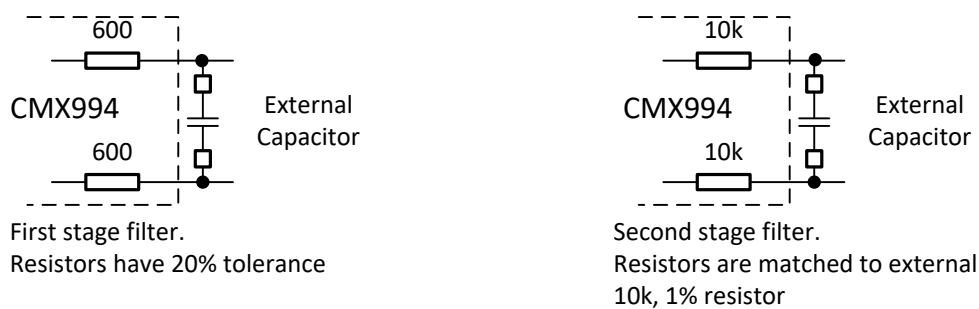 600
CMX994
External
Capacitor
600
First stage filter.
Resistors have 20% tolerance
10k
CMX994
External
Capacitor
10k
Second stage filter.
Resistors are matched to external
10k, 1% resistor